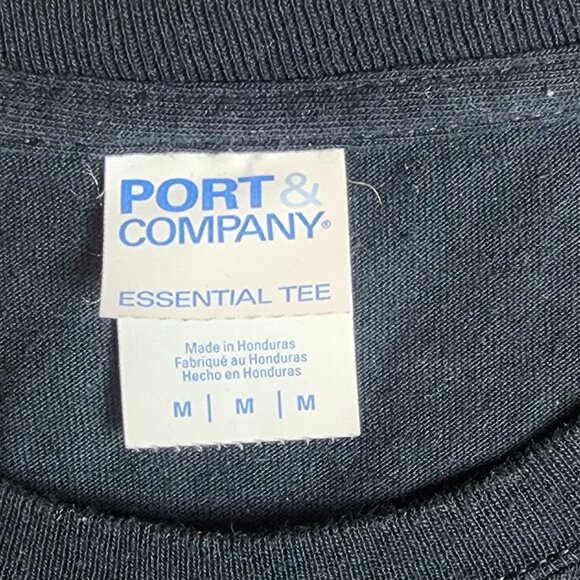 PORT &
COMPANY®
ESSENTIAL TEE
Made in Honduras
Fabriqué au Honduras
Hecho en Honduras
M | M | M